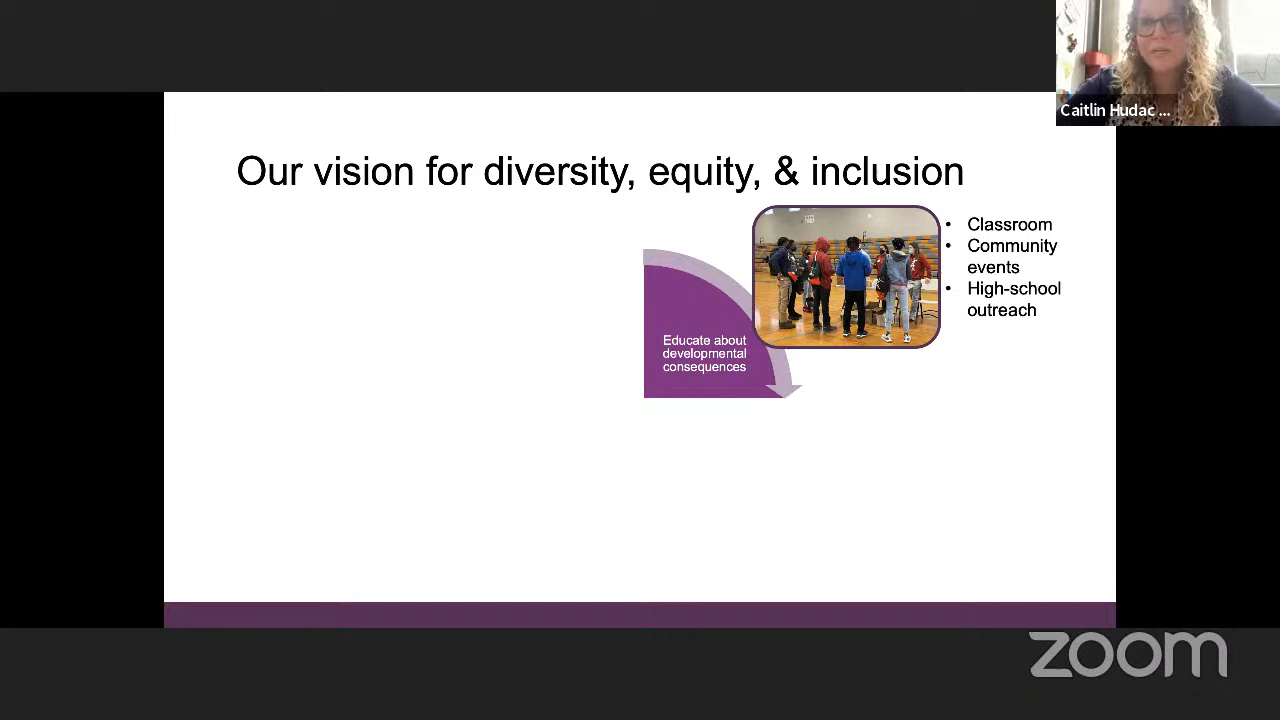 Caitlin Hudac ...
Our vision for diversity, equity, & inclusion
• Classroom
• Community
events
• High-school
outreach
Educate about
developmental
consequences
zoom